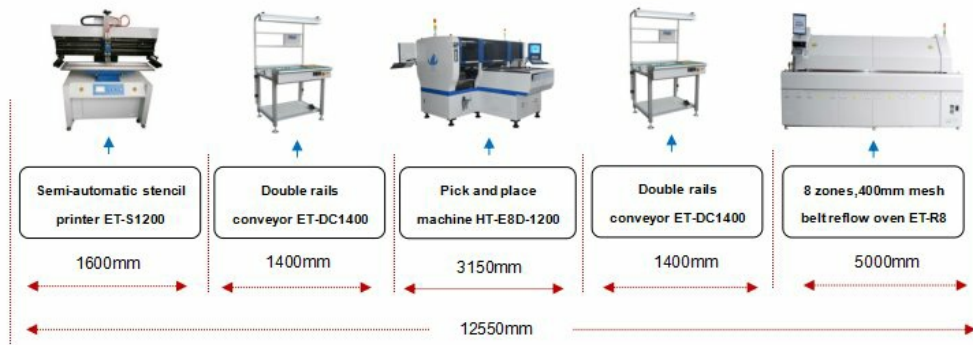 Semi-automatic stencil
printer ET-S1200
Double rails
conveyor ET-DC1400
Pick and place
machine HT-E8D-1200
Double rails
conveyor ET-DC1400
8 zones,400mm mesh
belt reflow oven ET-R8
1600mm
1400mm
3150mm
1400mm
5000mm
12550mm